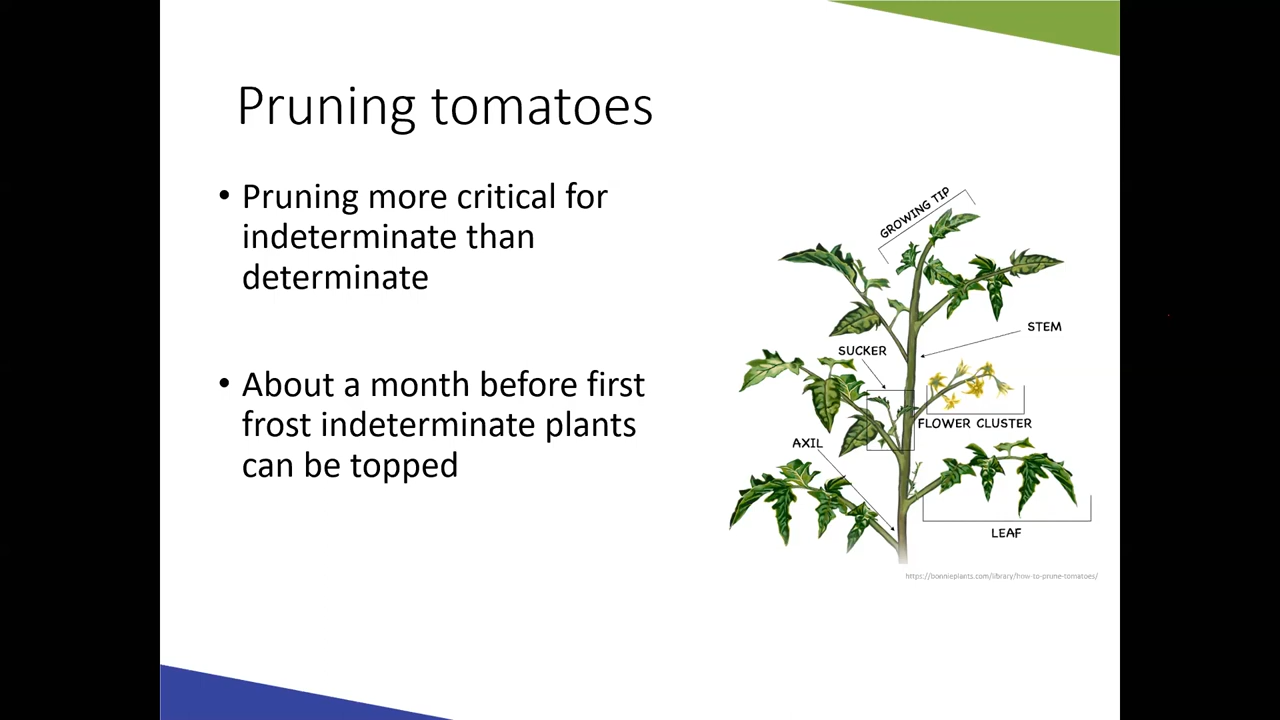 Pruning tomatoes
• Pruning more critical for
indeterminate than
determinate
• About a month before first
frost indeterminate plants
can be topped
GROWING TIP
STEM
SUCKER
FLOWER CLUSTER
AXIL
LEAF
https://bonnieplants.com/library/how-to-prune-tomatoes/